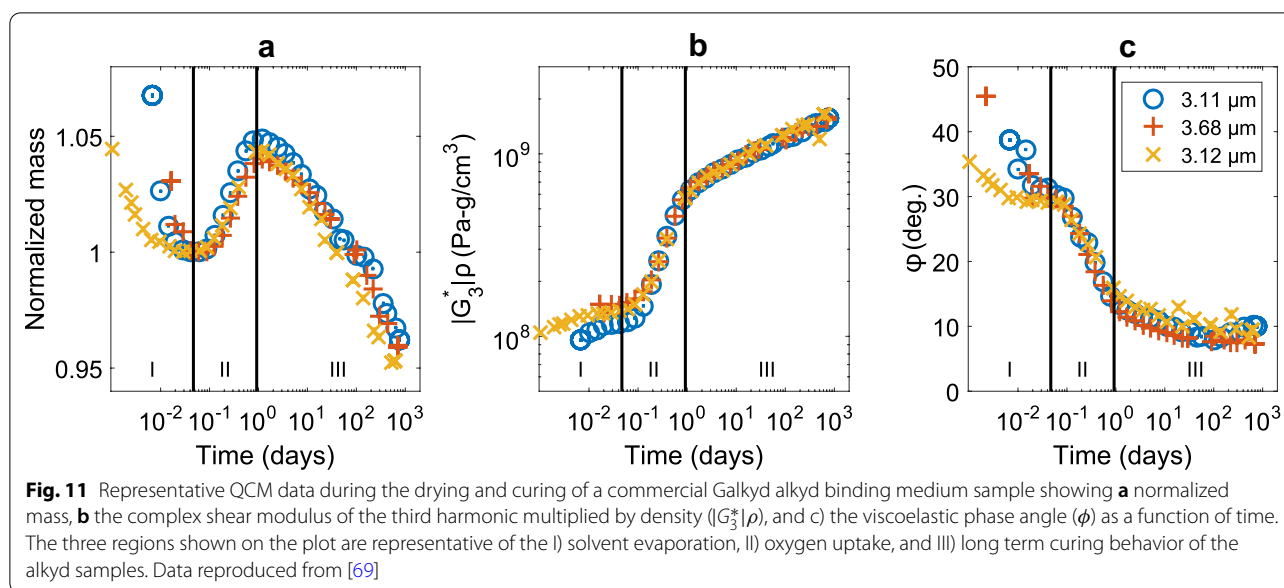 a
b
c
Normalized mass
1.05
1
0.95
I
II
III
10^-2 10^-1 10^0 10^1 10^2 10^3
Time (days)
|G*3|ρ (Pa-g/cm³)
10^9
10^8
I
II
III
10^-2 10^-1 10^0 10^1 10^2 10^3
Time (days)
φ (deg.)
50
40
30
20
10
0
3.11 μm
3.68 μm
3.12 μm
I
II
III
10^-2 10^-1 10^0 10^1 10^2 10^3
Time (days)
Fig. 11 Representative QCM data during the drying and curing of a commercial Galkyd alkyd binding medium sample showing a normalized
mass, b the complex shear modulus of the third harmonic multiplied by density (|G*3|ρ), and c) the viscoelastic phase angle (ϕ) as a function of time.
The three regions shown on the plot are representative of the I) solvent evaporation, II) oxygen uptake, and III) long term curing behavior of the
alkyd samples. Data reproduced from [69]